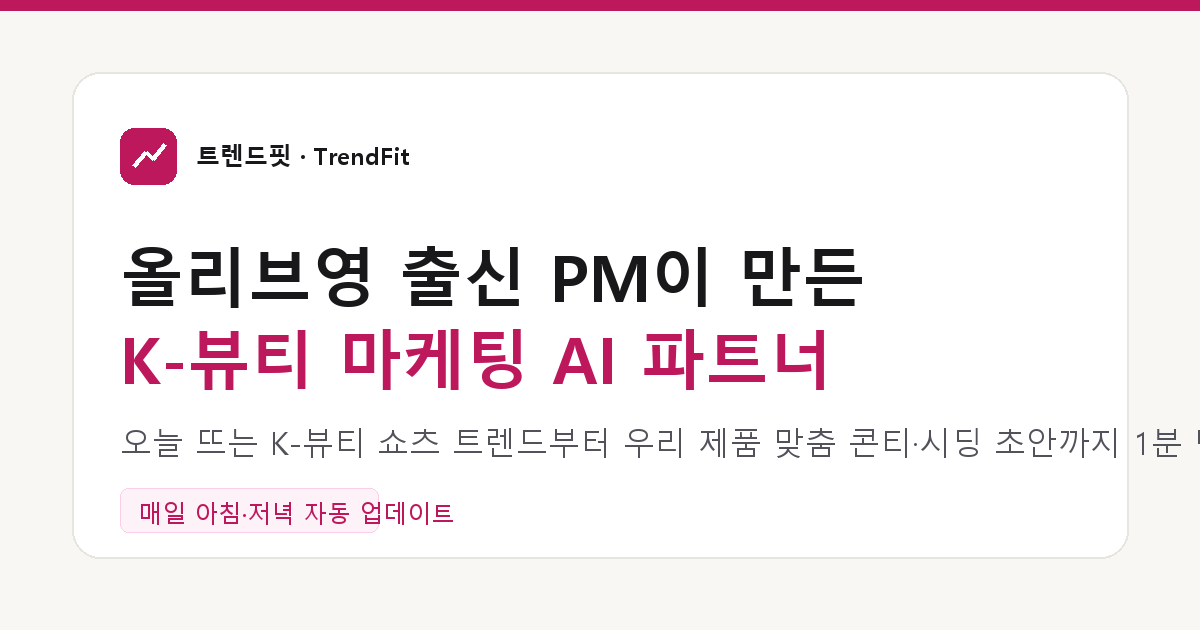 트렌드핏 · TrendFit
올리브영 출신 PM이 만든
K-뷰티 마케팅 AI 파트너
오늘 뜨는 K-뷰티 쇼츠 트렌드부터 우리 제품 맞춤 콘티·시딩 초안까지 1분
매일 아침·저녁 자동 업데이트